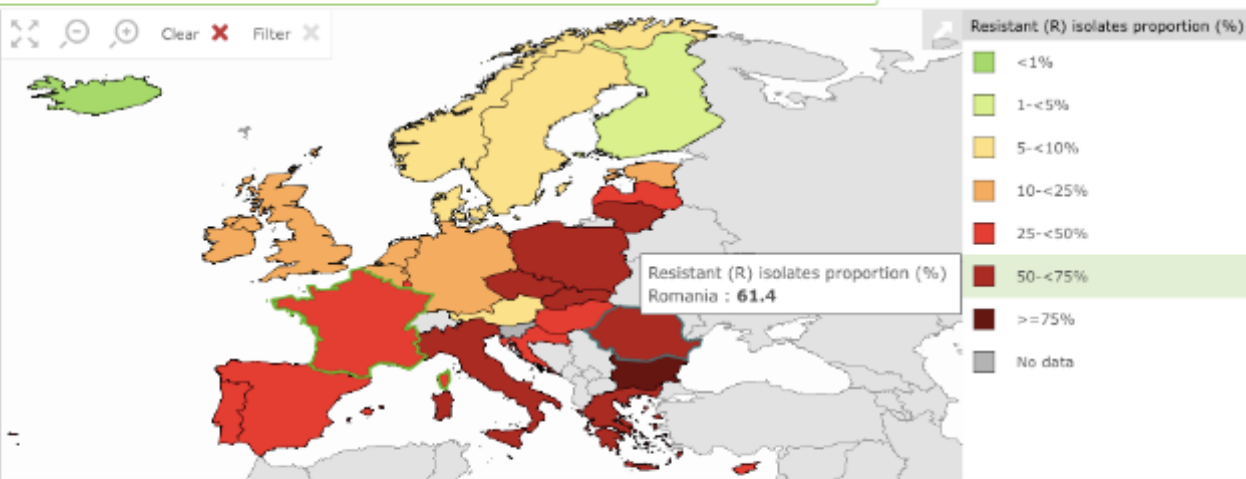 Clear
Filter
Resistant (R) isolates proportion (%)
<1%
1-<5%
5-<10%
10-<25%
25-<50%
50-<75%
>=75%
No data
Resistant (R) isolates proportion (%)
Romania : 61.4